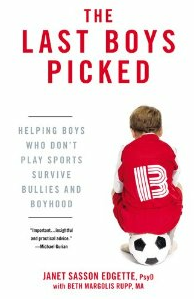 THE
LAST BOYS
PICKED
HELPING BOYS
WHO DON'T
PLAY SPORTS
SURVIVE
BULLIES AND
BOYHOOD
"Important...insightful
and practical advice."
—Michael Gurian
B
JANET SASSON EDGETTE, PsyD
WITH BETH MARGOLIS RUPP, MA